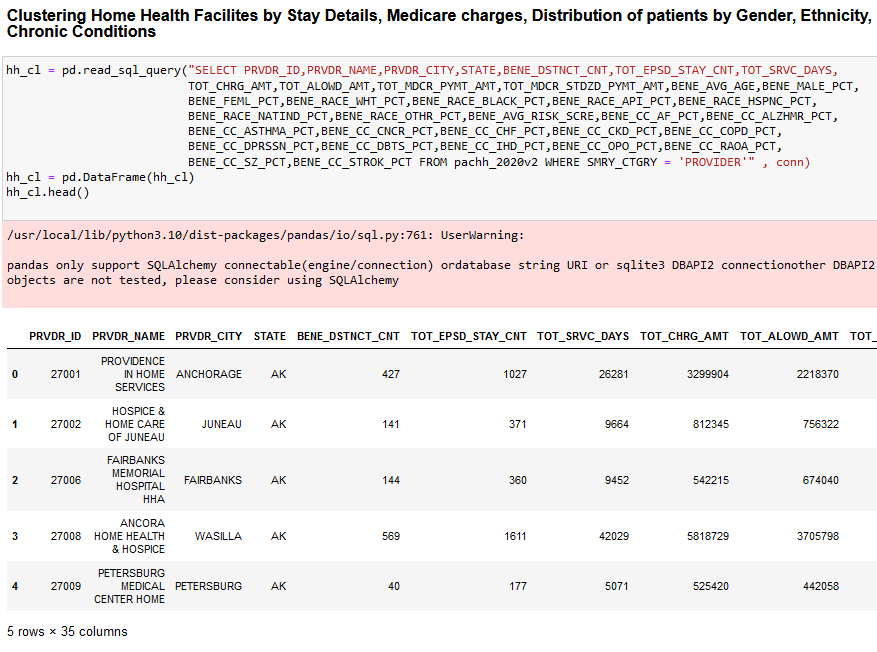 Clustering Home Health Facilites by Stay Details, Medicare charges, Distribution of patients by Gender, Ethnicity,
Chronic Conditions
hh_cl = pd.read_sql_query("SELECT PRVDR_ID,PRVDR_NAME,PRVDR_CITY,STATE,BENE_DSTNCT_CNT,TOT_EPSD_STAY_CNT,TOT_SRVC_DAYS,
TOT_CHRG_AMT,TOT_ALOWD_AMT,TOT_MDCR_PYMT_AMT,TOT_MDCR_STDZD_PYMT_AMT,BENE_AVG_AGE,BENE_MALE_PCT,
BENE_FEML_PCT,BENE_RACE_WHT_PCT,BENE_RACE_BLACK_PCT,BENE_RACE_API_PCT,BENE_RACE_HSPNC_PCT,
BENE_RACE_NATIND_PCT,BENE_RACE_OTHR_PCT,BENE_AVG_RISK_SCRE,BENE_CC_AF_PCT,BENE_CC_ALZHMR_PCT,
BENE_CC_ASTHMA_PCT,BENE_CC_CNCR_PCT,BENE_CC_CHF_PCT,BENE_CC_CKD_PCT,BENE_CC_COPD_PCT,
BENE_CC_DPRSSN_PCT,BENE_CC_DBTS_PCT,BENE_CC_IHD_PCT,BENE_CC_OPO_PCT,BENE_CC_RAOA_PCT,
BENE_CC_SZ_PCT,BENE_CC_STROK_PCT FROM pachh_2020v2 WHERE SMRY_CTGRY = 'PROVIDER'" , conn)
hh_cl = pd.DataFrame(hh_cl)
hh_cl.head()
/usr/local/lib/python3.10/dist-packages/pandas/io/sql.py:761: UserWarning:
pandas only support SQLAlchemy connectable(engine/connection) ordatabase string URI or sqlite3 DBAPI2 connectionother DBAPI2
objects are not tested, please consider using SQLAlchemy
PRVDR_ID PRVDR_NAME PRVDR_CITY STATE BENE_DSTNCT_CNT TOT_EPSD_STAY_CNT TOT_SRVC_DAYS TOT_CHRG_AMT TOT_ALOWD_AMT TOT_
PROVIDENCE
0 27001 IN HOME ANCHORAGE AK 427 1027 26281 3299904 2218370
SERVICES
HOSPICE &
1 27002 HOME CARE JUNEAU AK 141 371 9664 812345 756322
OF JUNEAU
FAIRBANKS
MEMORIAL
2 27006 HOSPITAL FAIRBANKS AK 144 360 9452 542215 674040
HHA
ANCORA
3 27008 HOME HEALTH WASILLA AK 569 1611 42029 5818729 3705798
& HOSPICE
PETERSBURG
4 27009 MEDICAL PETERSBURG AK 40 177 5071 525420 442058
CENTER HOME
5 rows × 35 columns